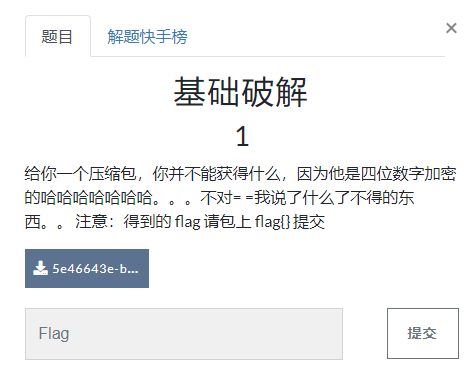 题目 解题快手榜 ×
基础破解
1
给你一个压缩包，你并不能获得什么，因为他是四位数字加密
的哈哈哈哈哈哈哈。。。不对= =我说了什么了不得的东
西。。 注意：得到的 flag 请包上 flag{} 提交
5e46643e-b...
Flag 提交